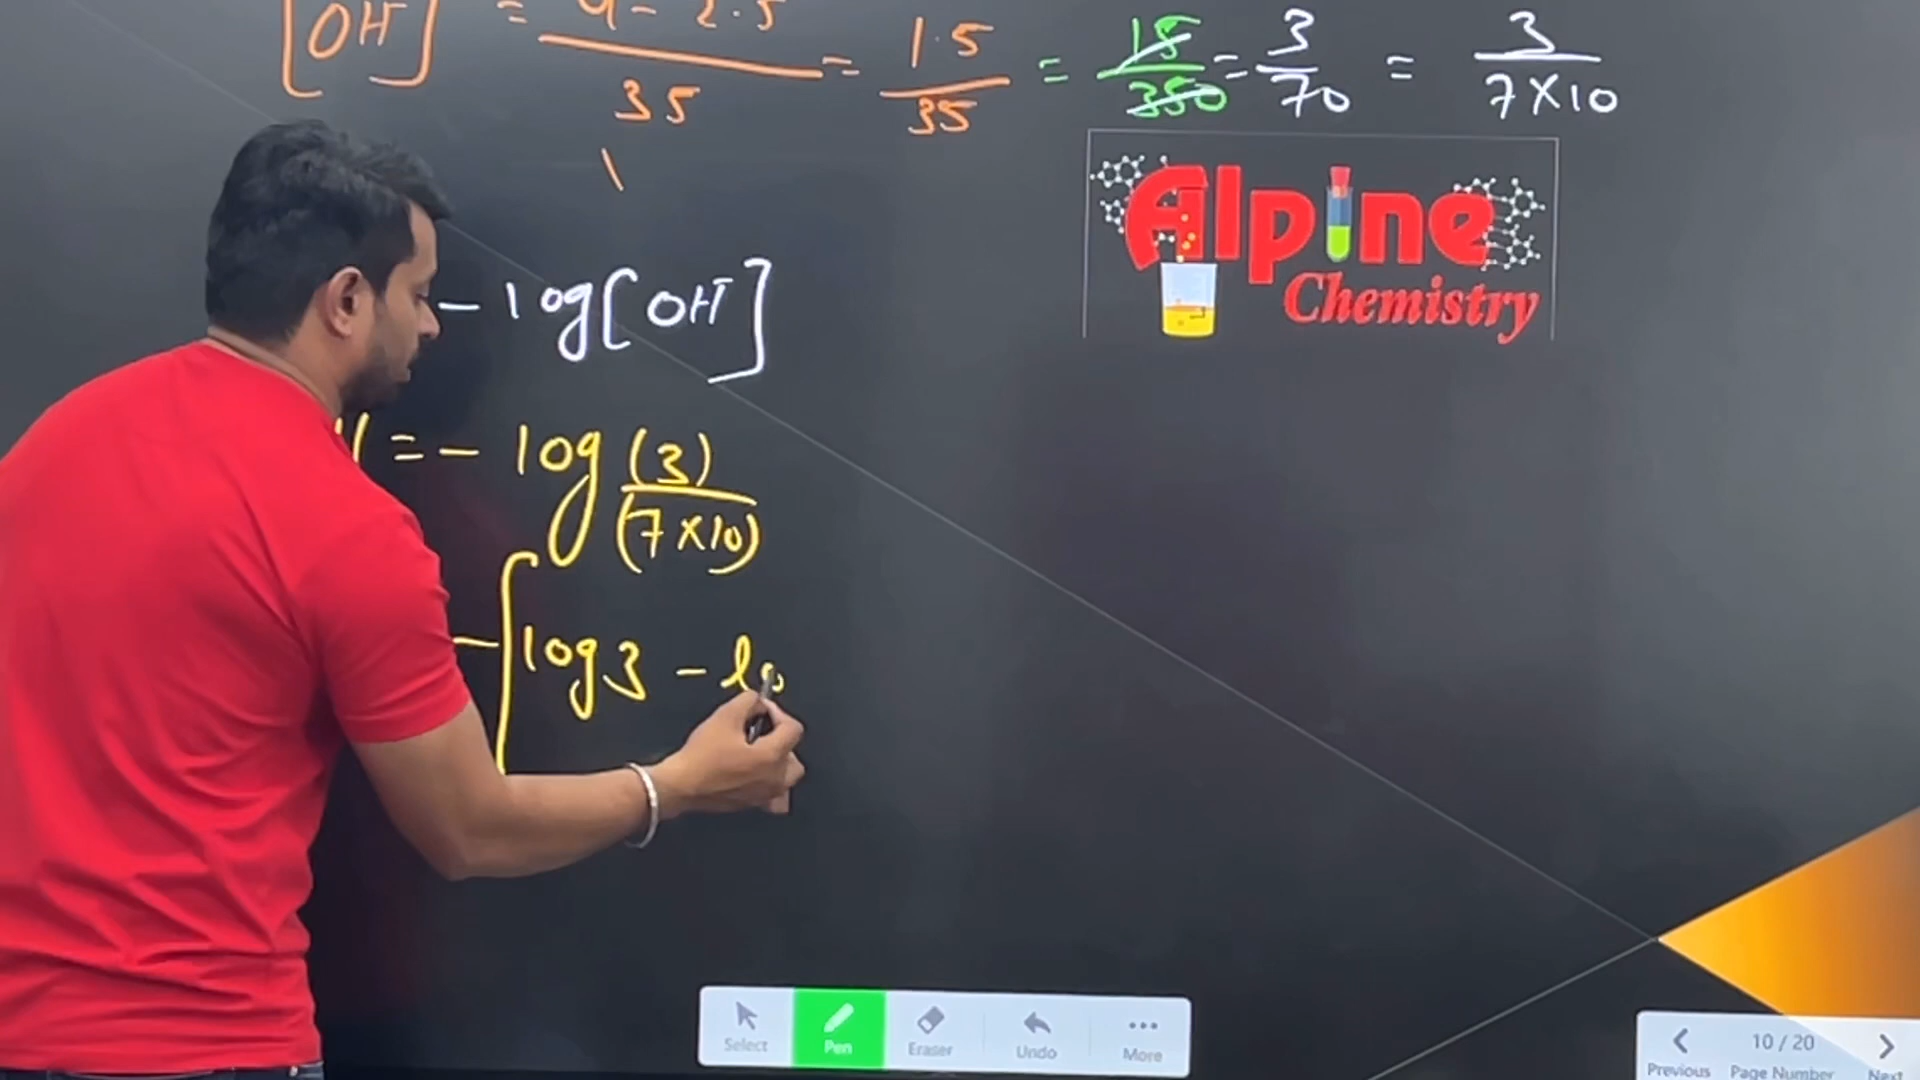 [OH⁻] = 4 - 2.5 / 35 = 1.5 / 35 = 15 / 350 = 3 / 70 = 3 / 7×10
Alpine
Chemistry
- log[OH⁻]
= - log (3) / (7×10)
- [log 3 - lo
Select Pen Eraser Undo More
10 / 20
Previous Page Number Next